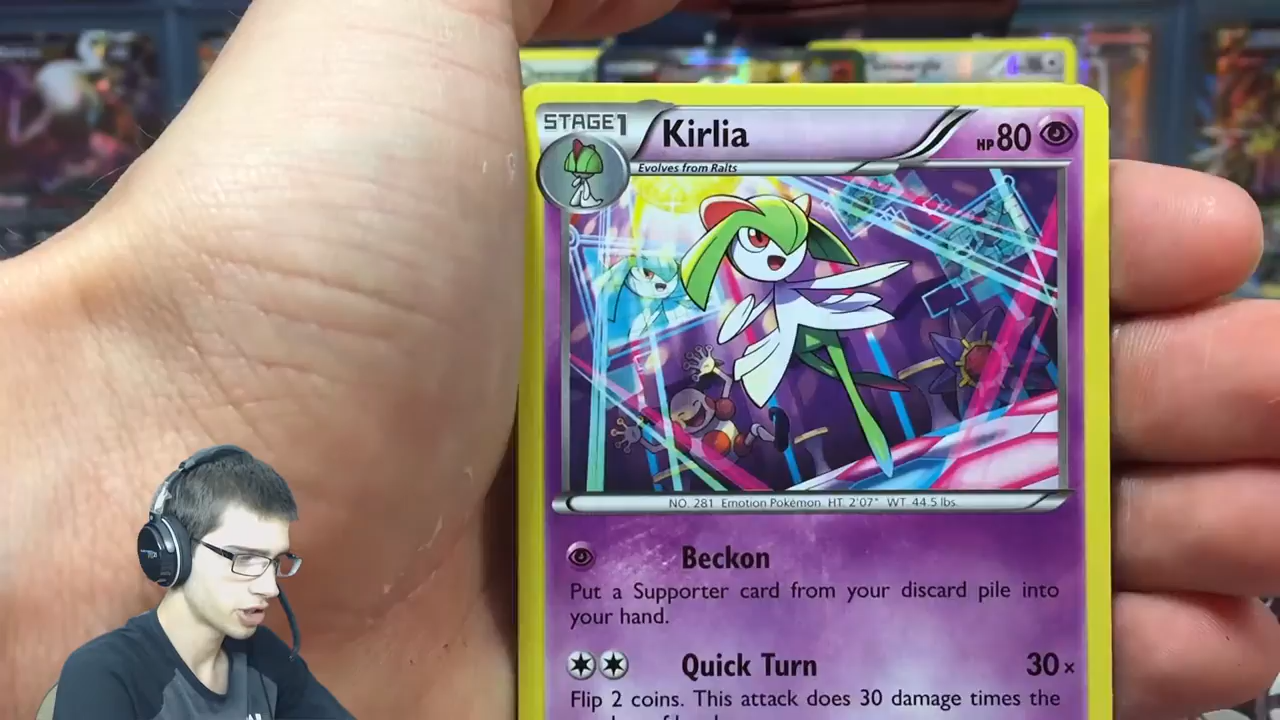 STAGE1
Kirlia
HP80
Evolves from Ralts
NO. 281 Emotion Pokémon. HT. 2'07" WT. 44.5 lbs.
Beckon
Put a Supporter card from your discard pile into
your hand.
Quick Turn 30×
Flip 2 coins. This attack does 30 damage times the